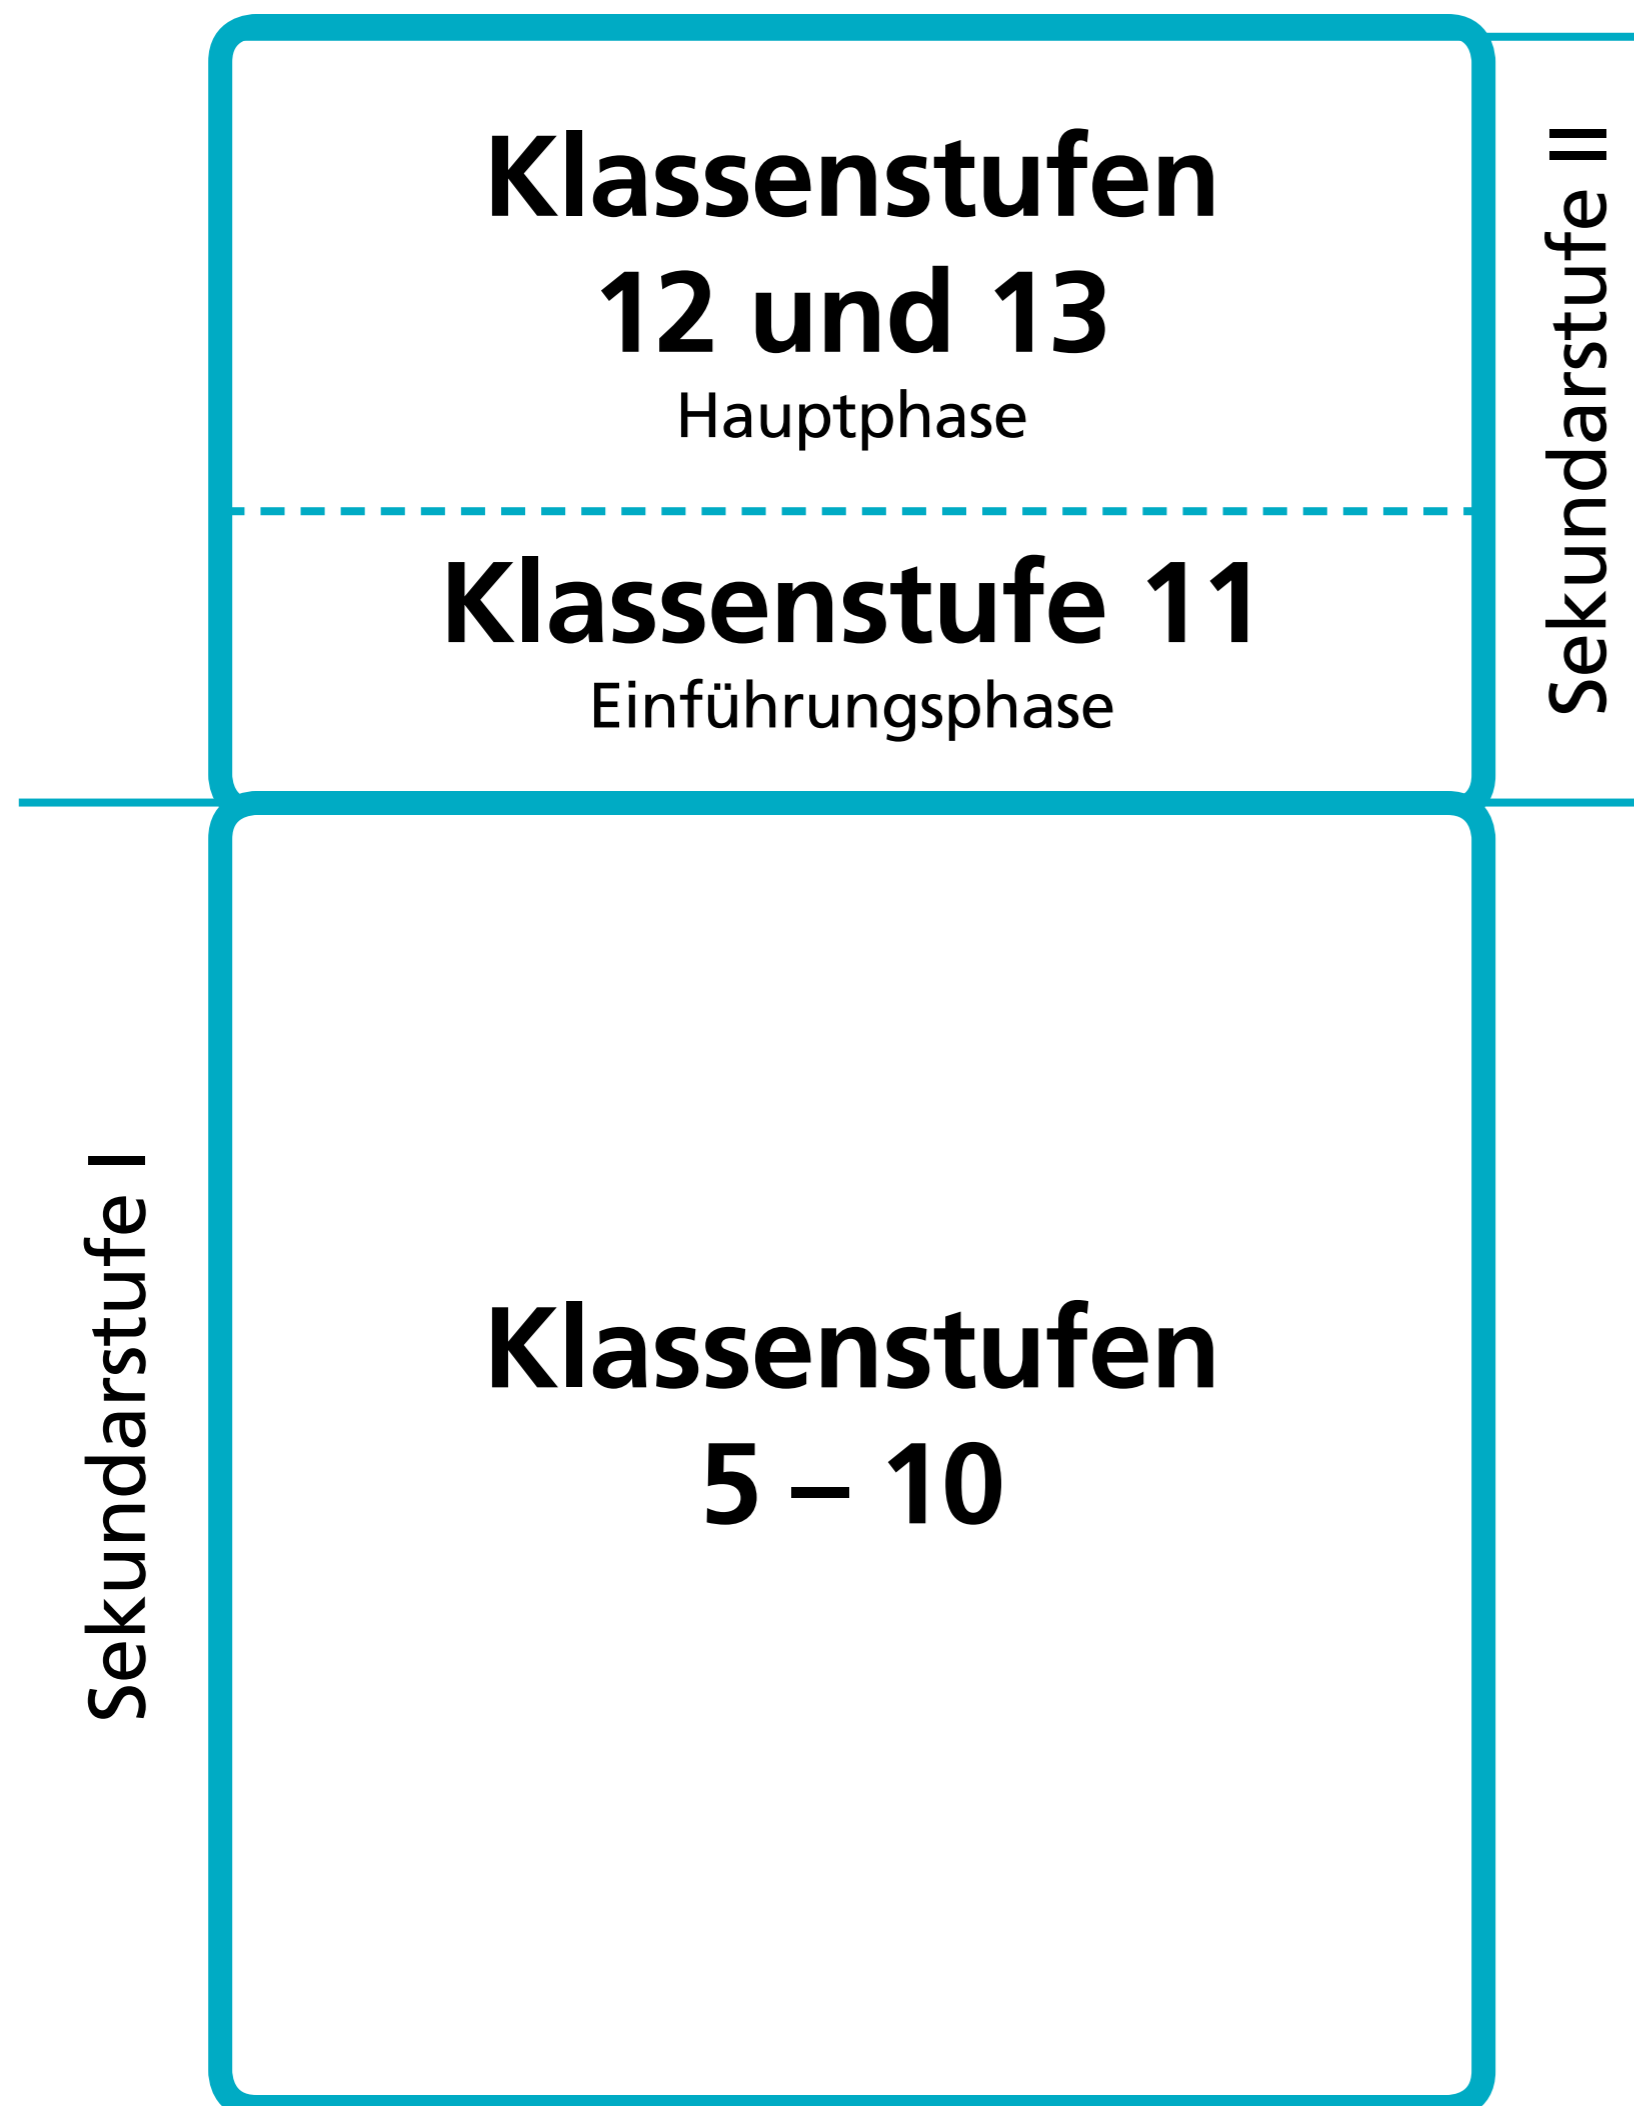 Klassenstufen
12 und 13
Hauptphase
Klassenstufe 11
Einführungsphase
Sekundarstufe II
Sekundarstufe I
Klassenstufen
5 – 10